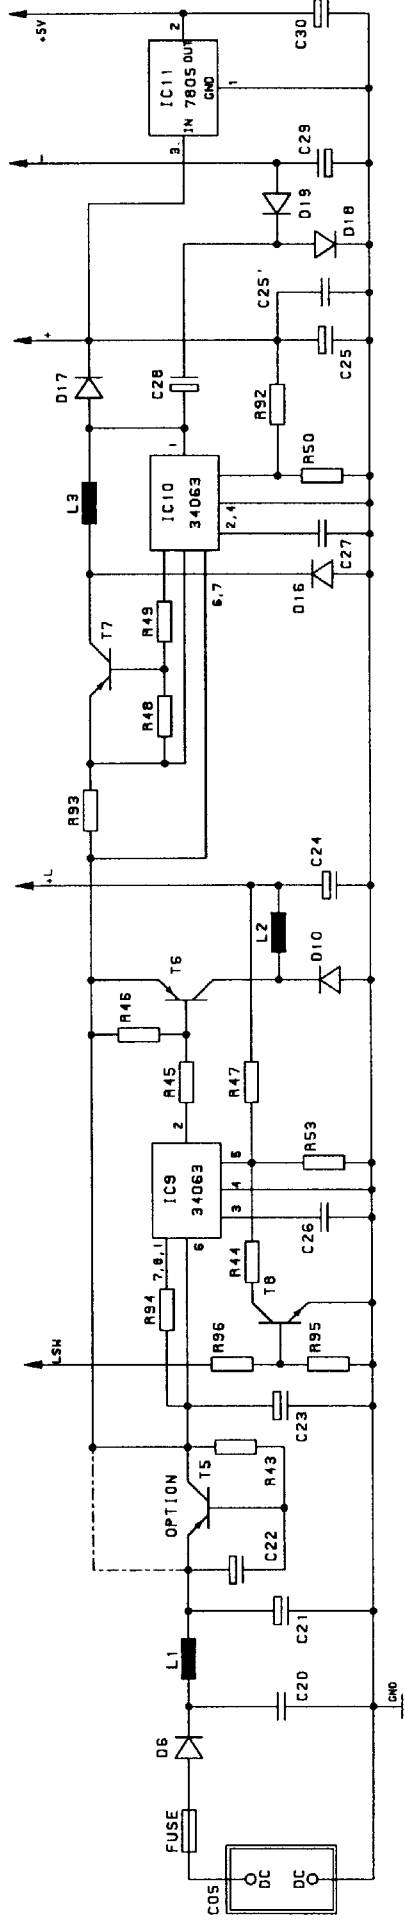 CO5
DC
DC
FUSE
D6
L1
C20
GND
C21
OPTION
T5
C22
R43
C23
LSW
R94
7,8,1
6
R96
R95
T8
R44
IC9
34063
2
3
4
5
C26
R53
R45
R46
T6
R47
L2
D10
C24
+L
R93
R48
R49
T7
6,7
L3
IC10
34063
1
2,4
D16
C27
R50
R92
D17
C28
+
C25
C25'
D18
D19
-
C29
3
IN
IC11
7805
OUT
GND
1
2
+5V
C30